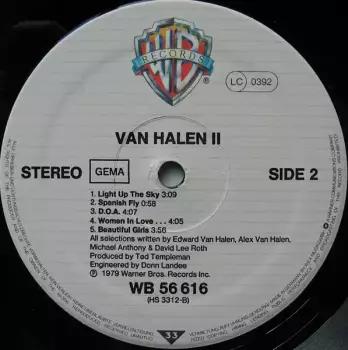 WB
RECORDS
LC 0392
VAN HALEN II
STEREO GEMA SIDE 2
1. Light Up The Sky 3:09
2. Spanish Fly 0:58
3. D.O.A. 4:07
4. Women In Love . . . 4:05
5. Beautiful Girls 3:56
All selections written by Edward Van Halen, Alex Van Halen,
Michael Anthony & David Lee Roth
Produced by Ted Templeman
Engineered by Donn Landee
℗ 1979 Warner Bros. Records Inc.
WB 56 616
(HS 3312-B)
33